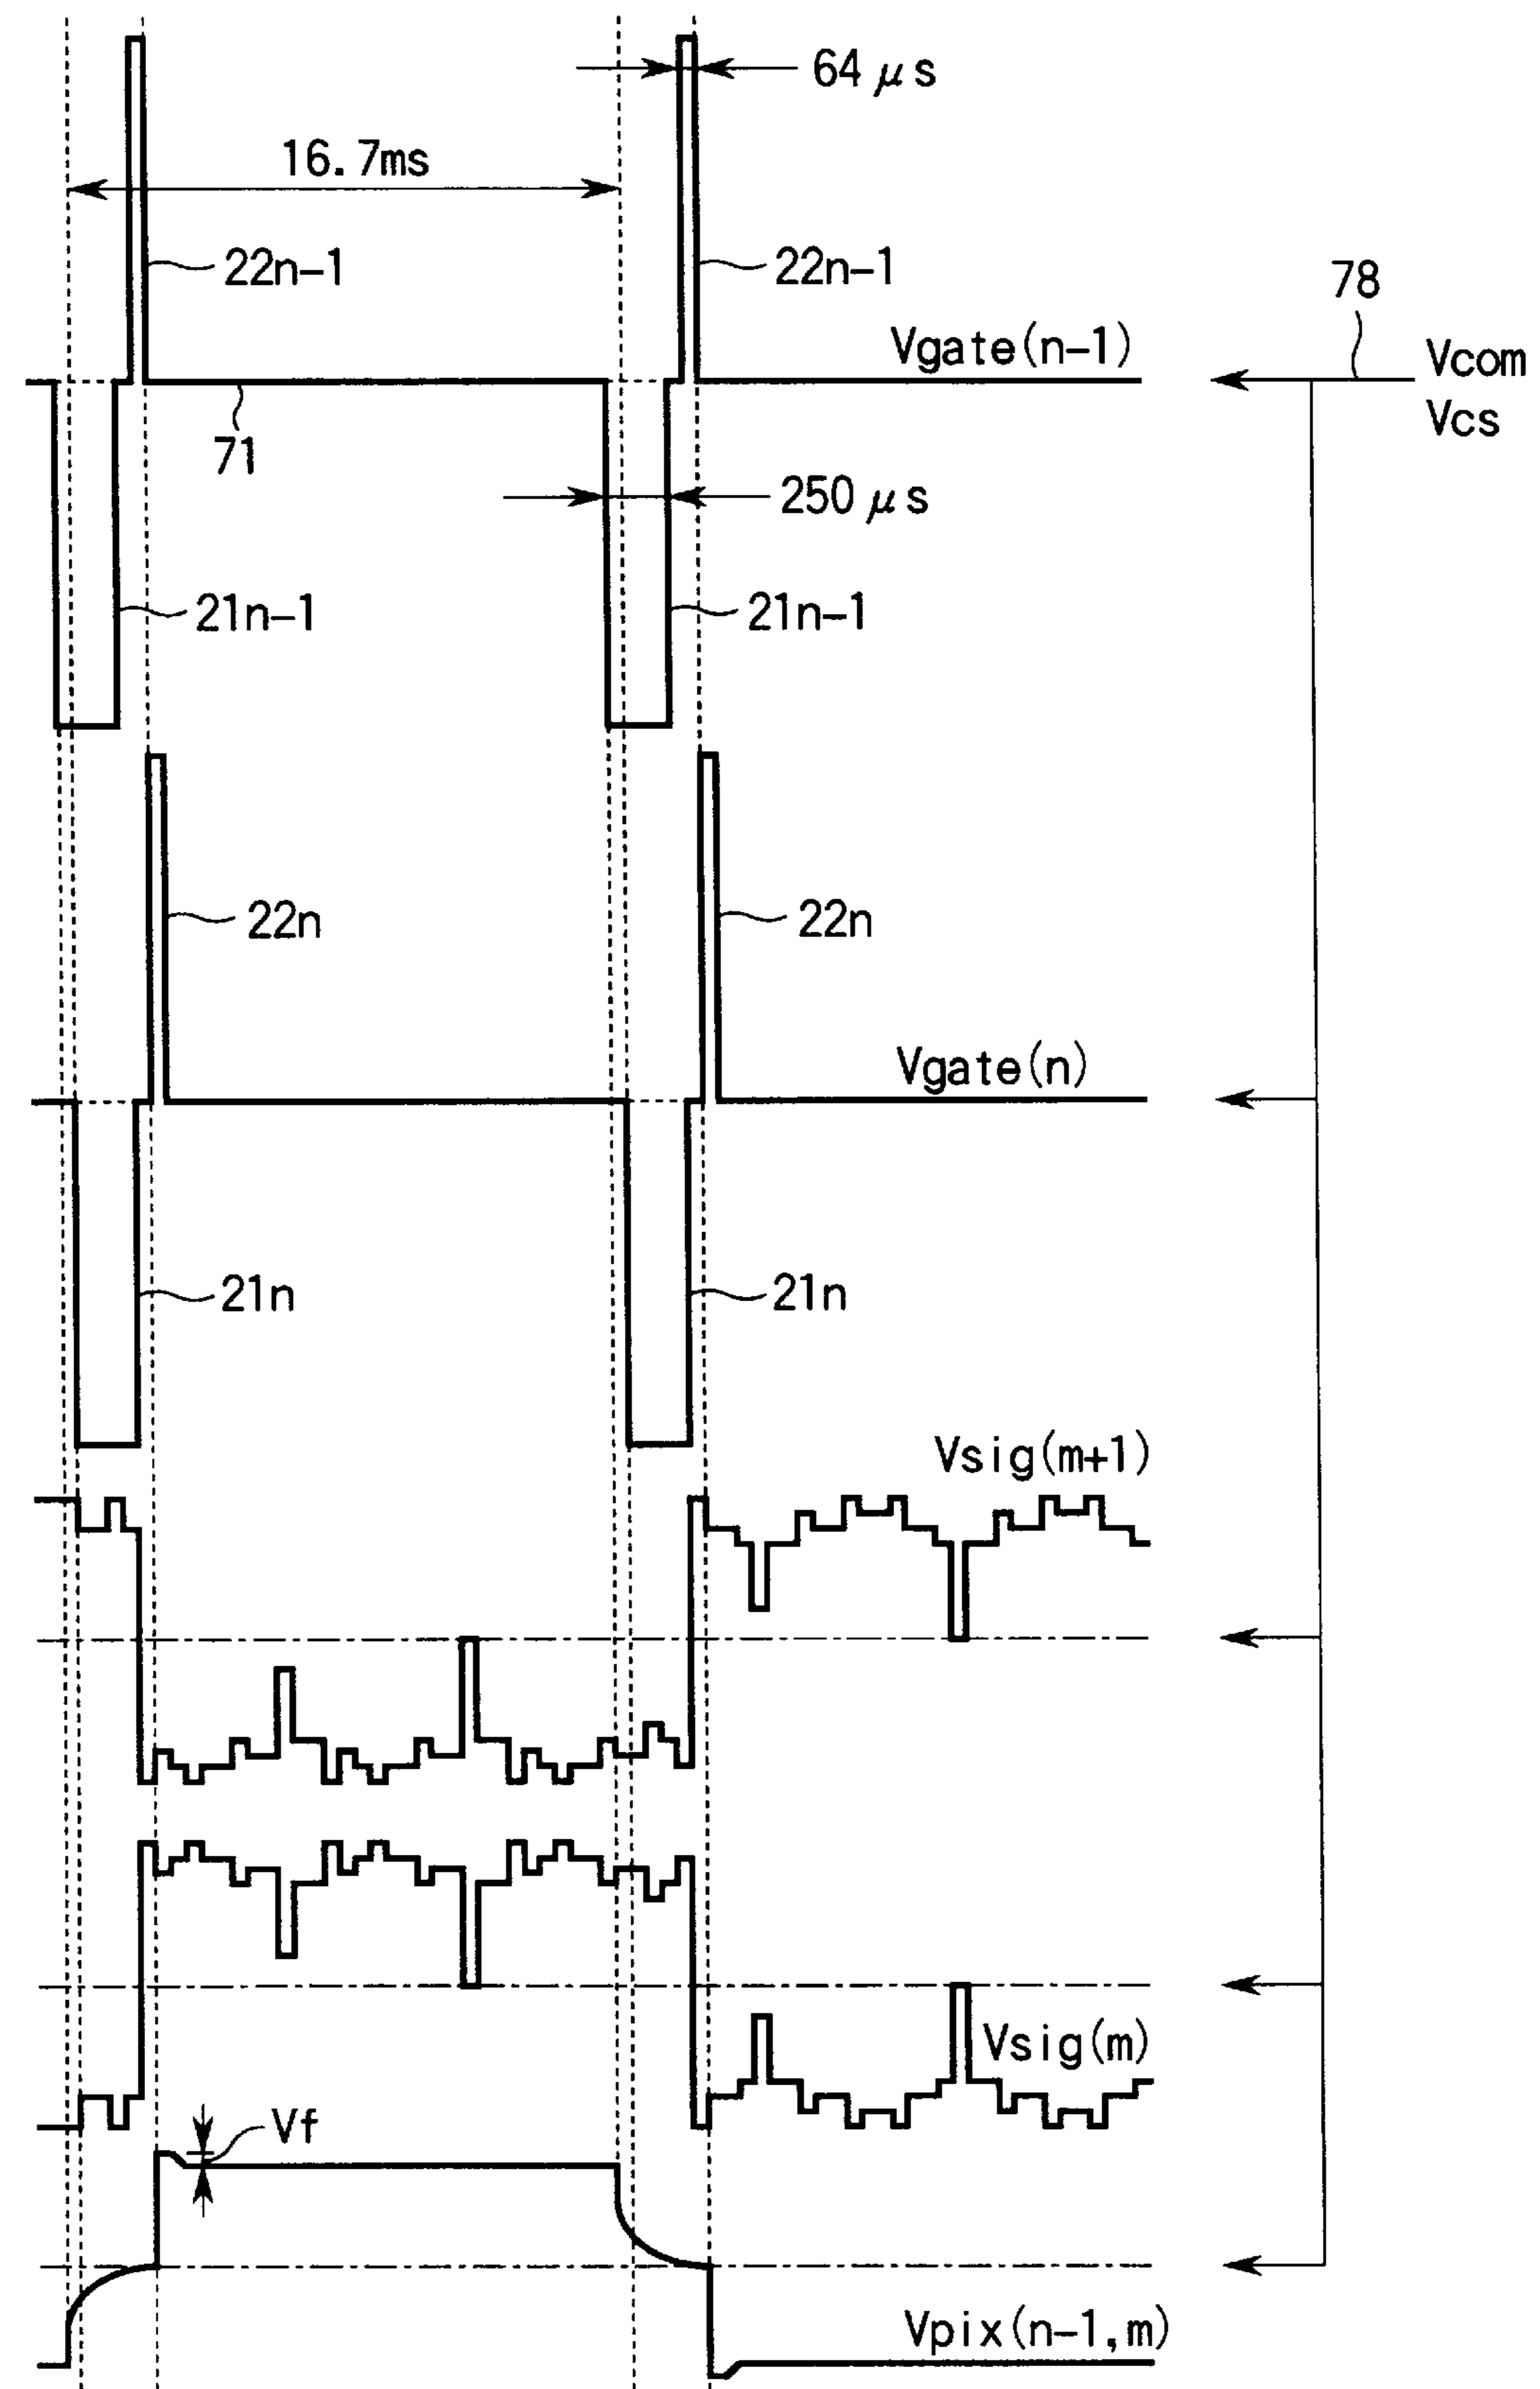 64 μs
16.7ms
22n-1
22n-1
78
Vgate(n-1)
Vcom
Vcs
71
250 μs
21n-1
21n-1
22n
22n
Vgate(n)
21n
21n
Vsig(m+1)
Vsig(m)
Vf
Vpix(n-1,m)